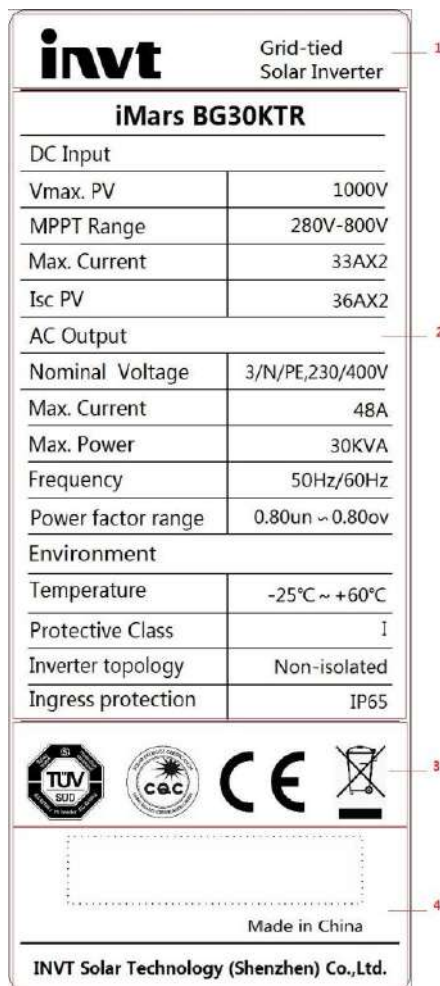 invt
Grid-tied
Solar Inverter
1
iMars BG30KTR
DC Input
Vmax. PV 1000V
MPPT Range 280V-800V
Max. Current 33AX2
Isc PV 36AX2
AC Output
2
Nominal Voltage 3/N/PE,230/400V
Max. Current 48A
Max. Power 30KVA
Frequency 50Hz/60Hz
Power factor range 0.80un ~ 0.80ov
Environment
Temperature -25℃ ~ +60℃
Protective Class I
Inverter topology Non-isolated
Ingress protection IP65
TÜV
SÜD
CQC
CE
3
4
Made in China
INVT Solar Technology (Shenzhen) Co.,Ltd.